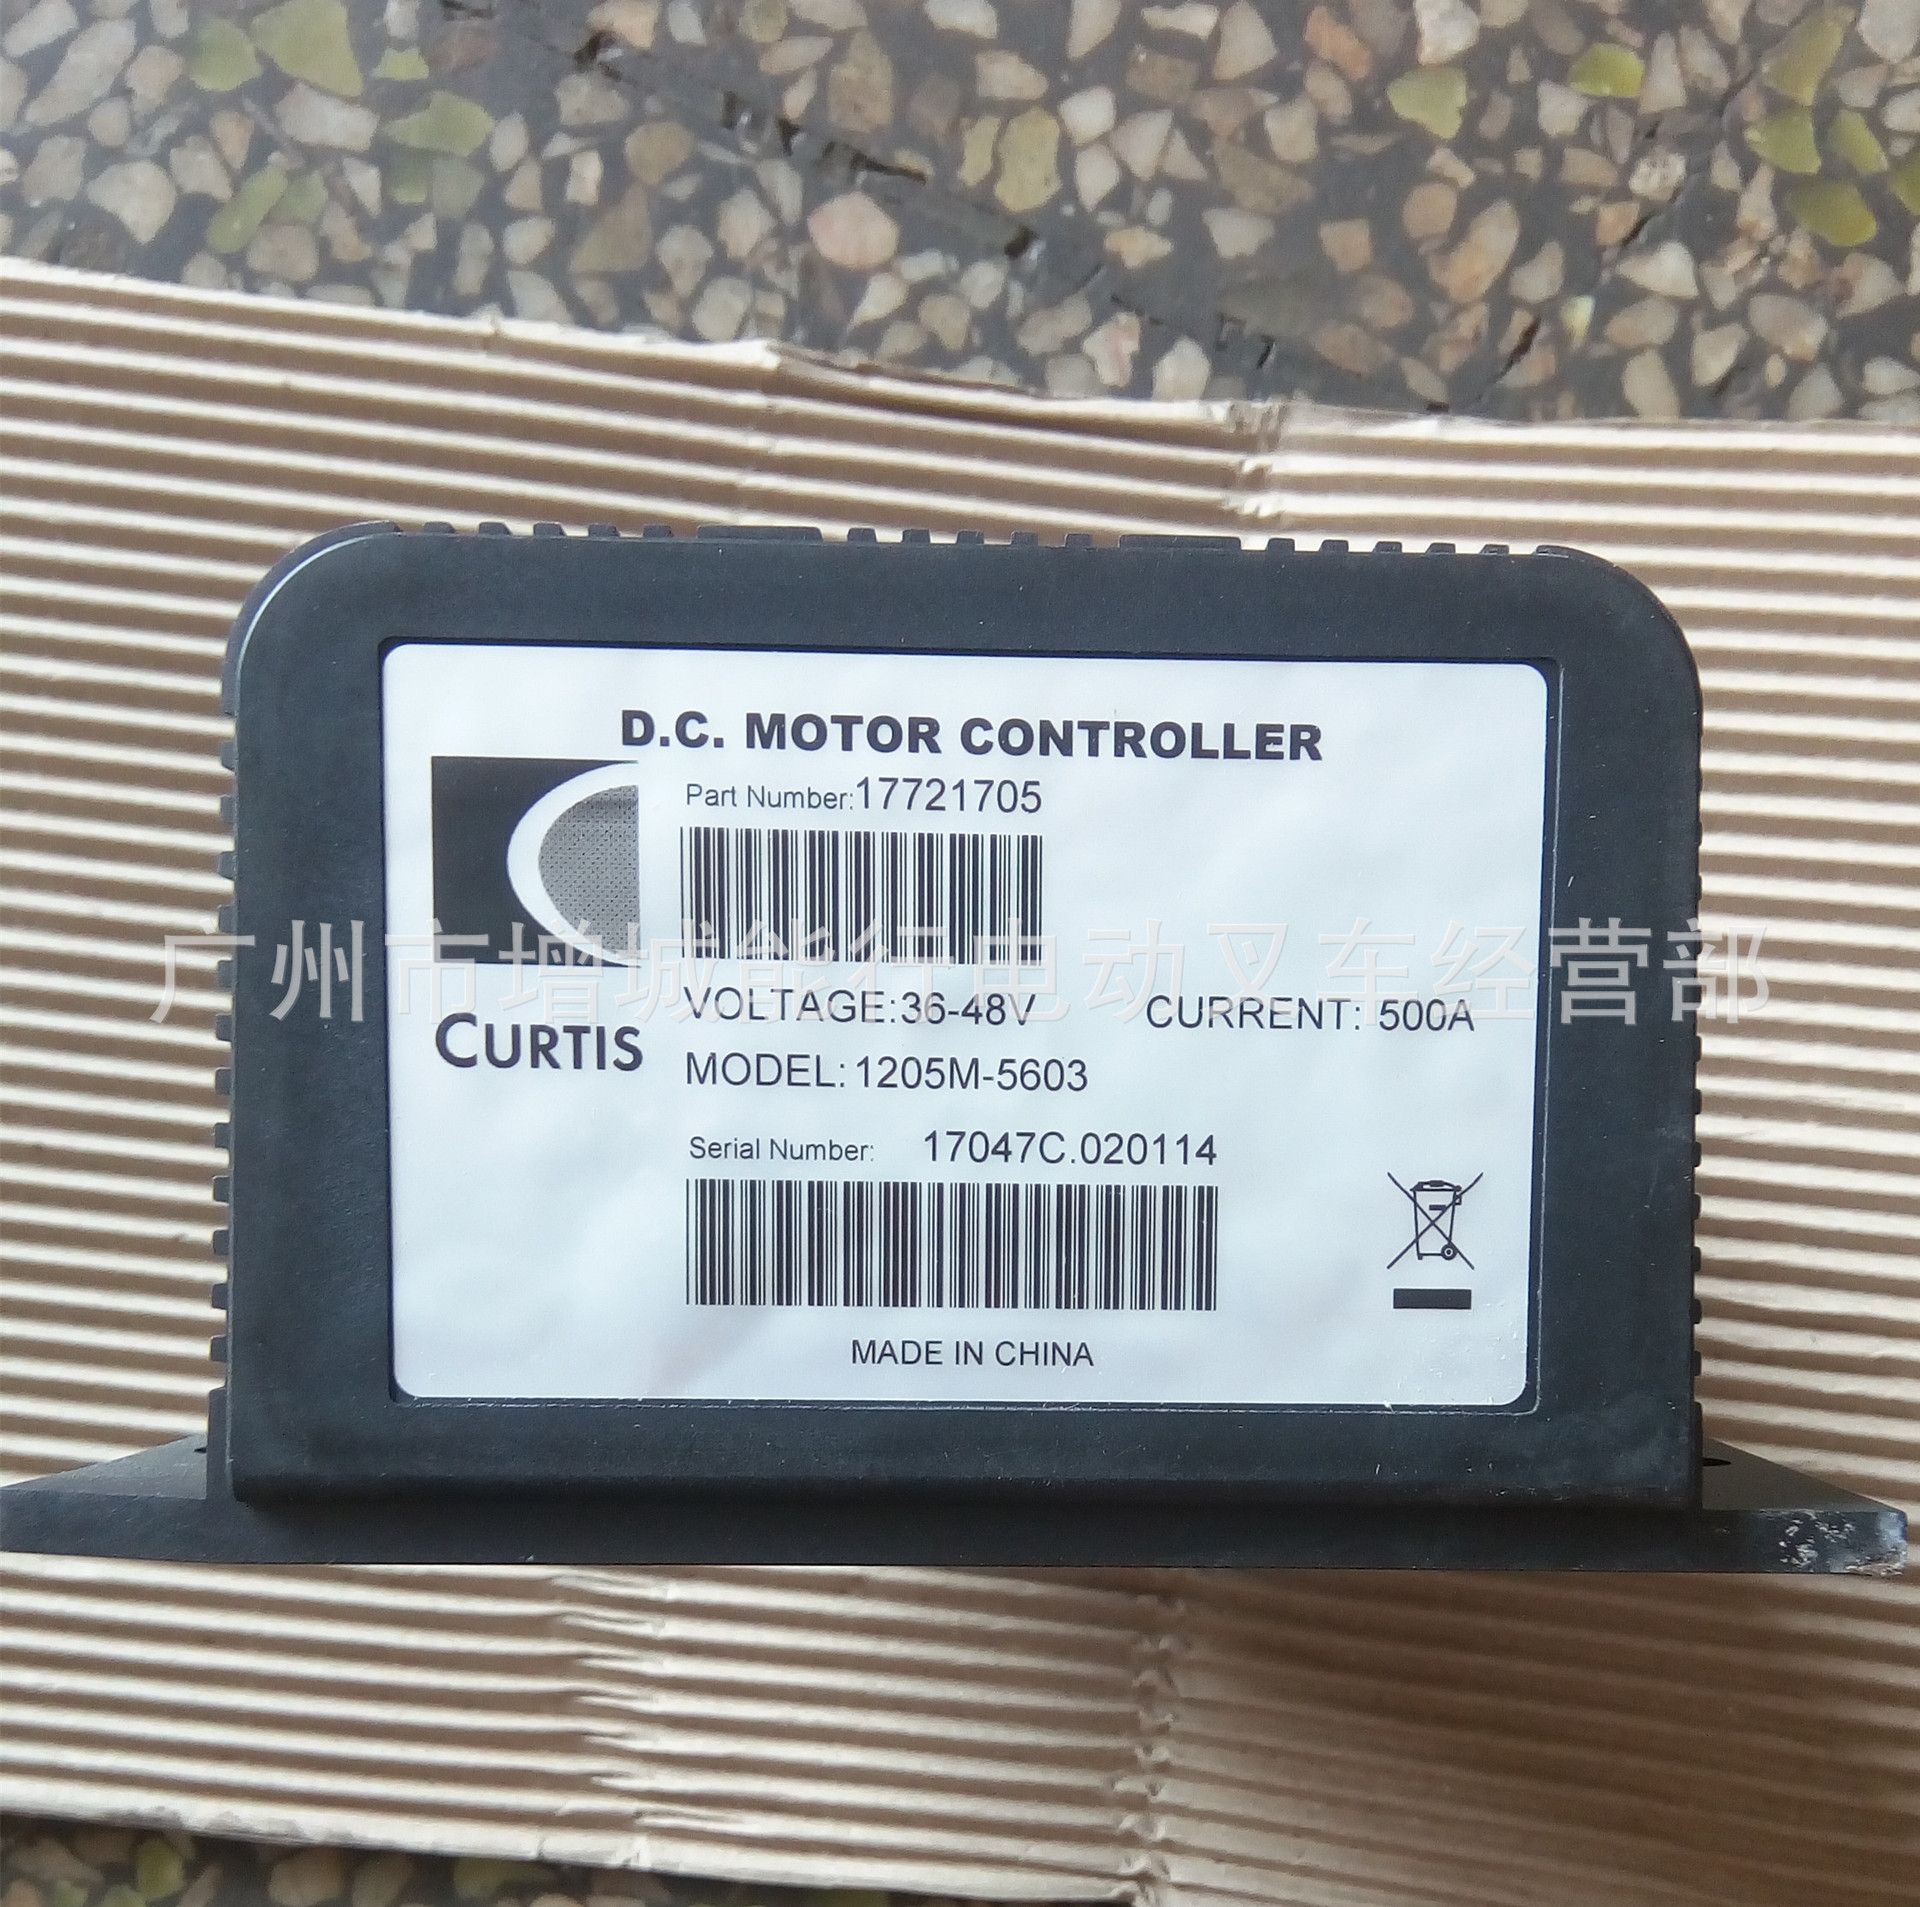 D.C. MOTOR CONTROLLER
Part Number:17721705
广州市增城能行电动叉车经营部
VOLTAGE:36-48V CURRENT: 500A
CURTIS
MODEL:1205M-5603
Serial Number: 17047C.020114
MADE IN CHINA